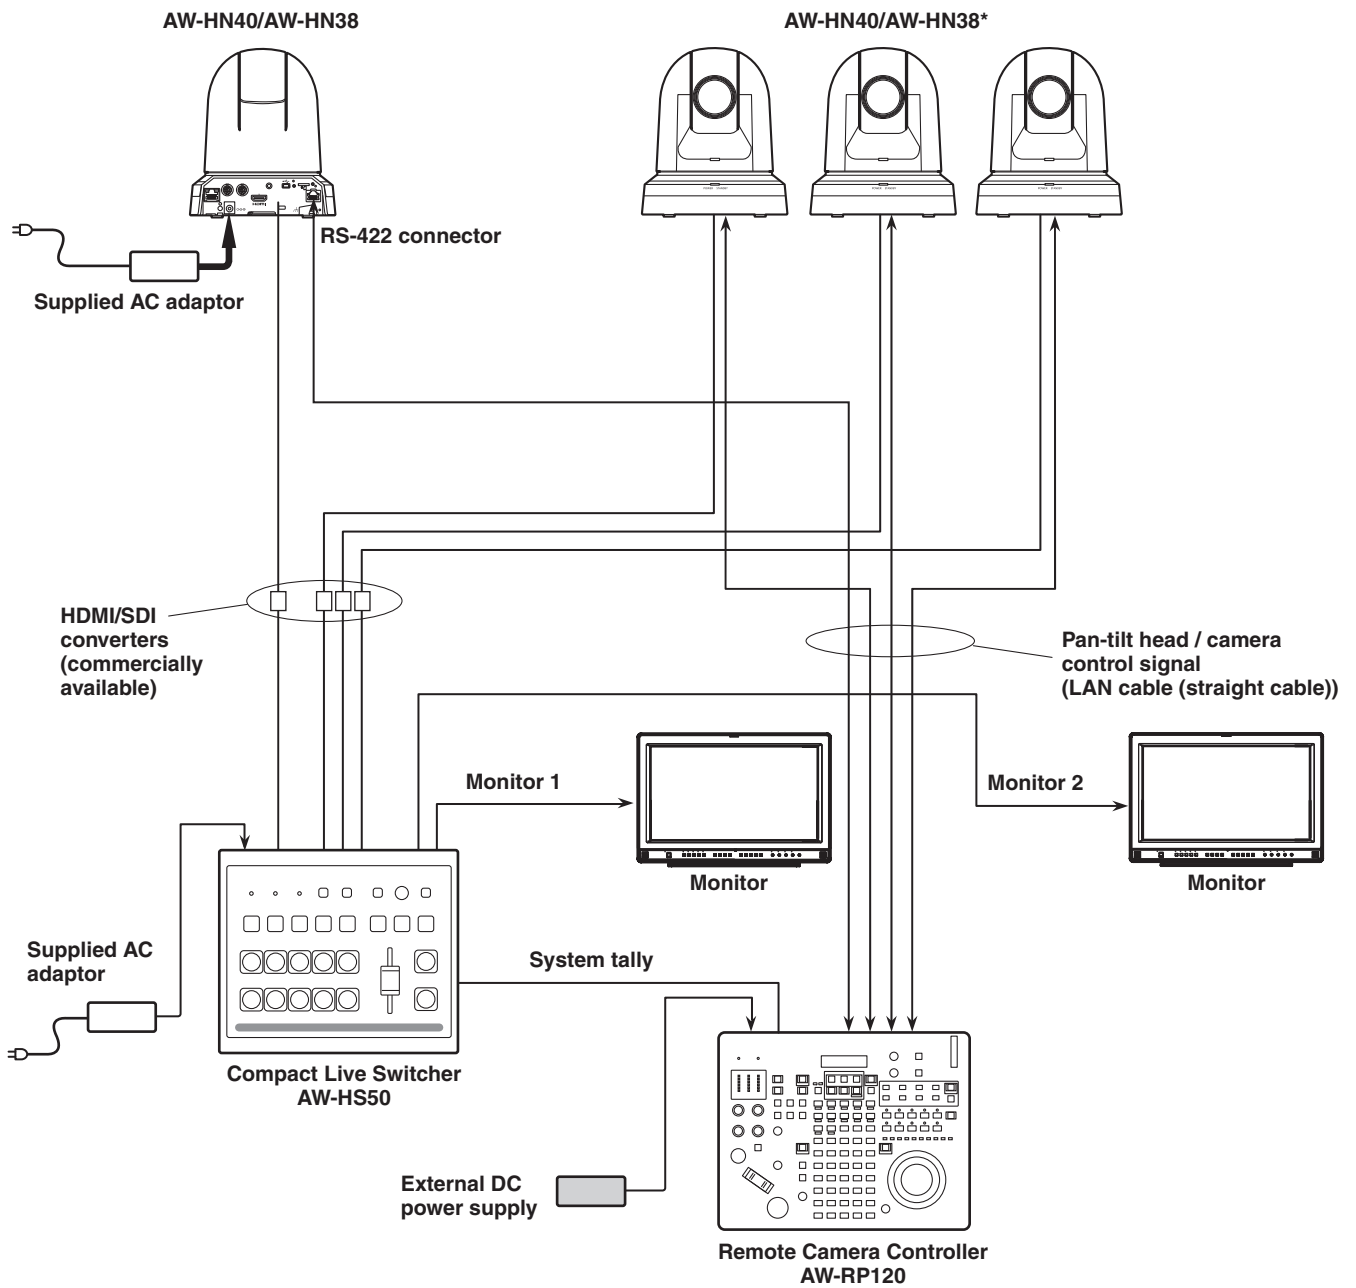 AW-HN40/AW-HN38
AW-HN40/AW-HN38*
RS-422 connector
Supplied AC adaptor
HDMI/SDI
converters
(commercially
available)
Pan-tilt head / camera
control signal
(LAN cable (straight cable))
Monitor 1
Monitor 2
Monitor
Monitor
Supplied AC
adaptor
System tally
Compact Live Switcher
AW-HS50
External DC
power supply
Remote Camera Controller
AW-RP120